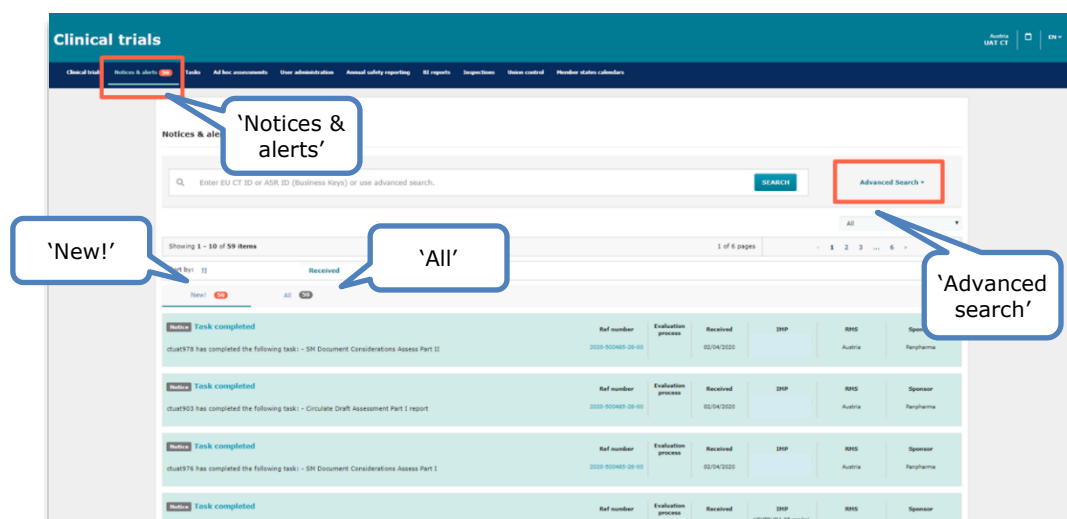 Clinical trials
Austria
UAT CT
EN
Clinical trials Notices & alerts 59 Tasks Ad hoc assessments User administration Annual safety reporting BI reports Inspections Union control Member states calendars
‘Notices & alerts’
Notices & ale
Enter EU CT ID or ASR ID (Business Keys) or use advanced search.
SEARCH
Advanced Search
All
‘New!’
‘All’
‘Advanced search’
Showing 1 - 10 of 59 items
1 of 6 pages
1 2 3 ... 6
rt by: Received
New! 59 All 59
Notice Task completed
Ref number Evaluation process Received IMP RMS Spon
ctuat978 has completed the following task: - SM Document Considerations Assess Part II
2020-500485-26-00 02/04/2020 Austria Panpharma
Notice Task completed
Ref number Evaluation process Received IMP RMS Sponsor
ctuat903 has completed the following task: - Circulate Draft Assessment Part I report
2020-500485-26-00 02/04/2020 Austria Panpharma
Notice Task completed
Ref number Evaluation process Received IMP RMS Sponsor
ctuat976 has completed the following task: - SM Document Considerations Assess Part I
2020-500485-26-00 02/04/2020 Austria Panpharma
Notice Task completed
Ref number Evaluation process Received IMP RMS Sponsor